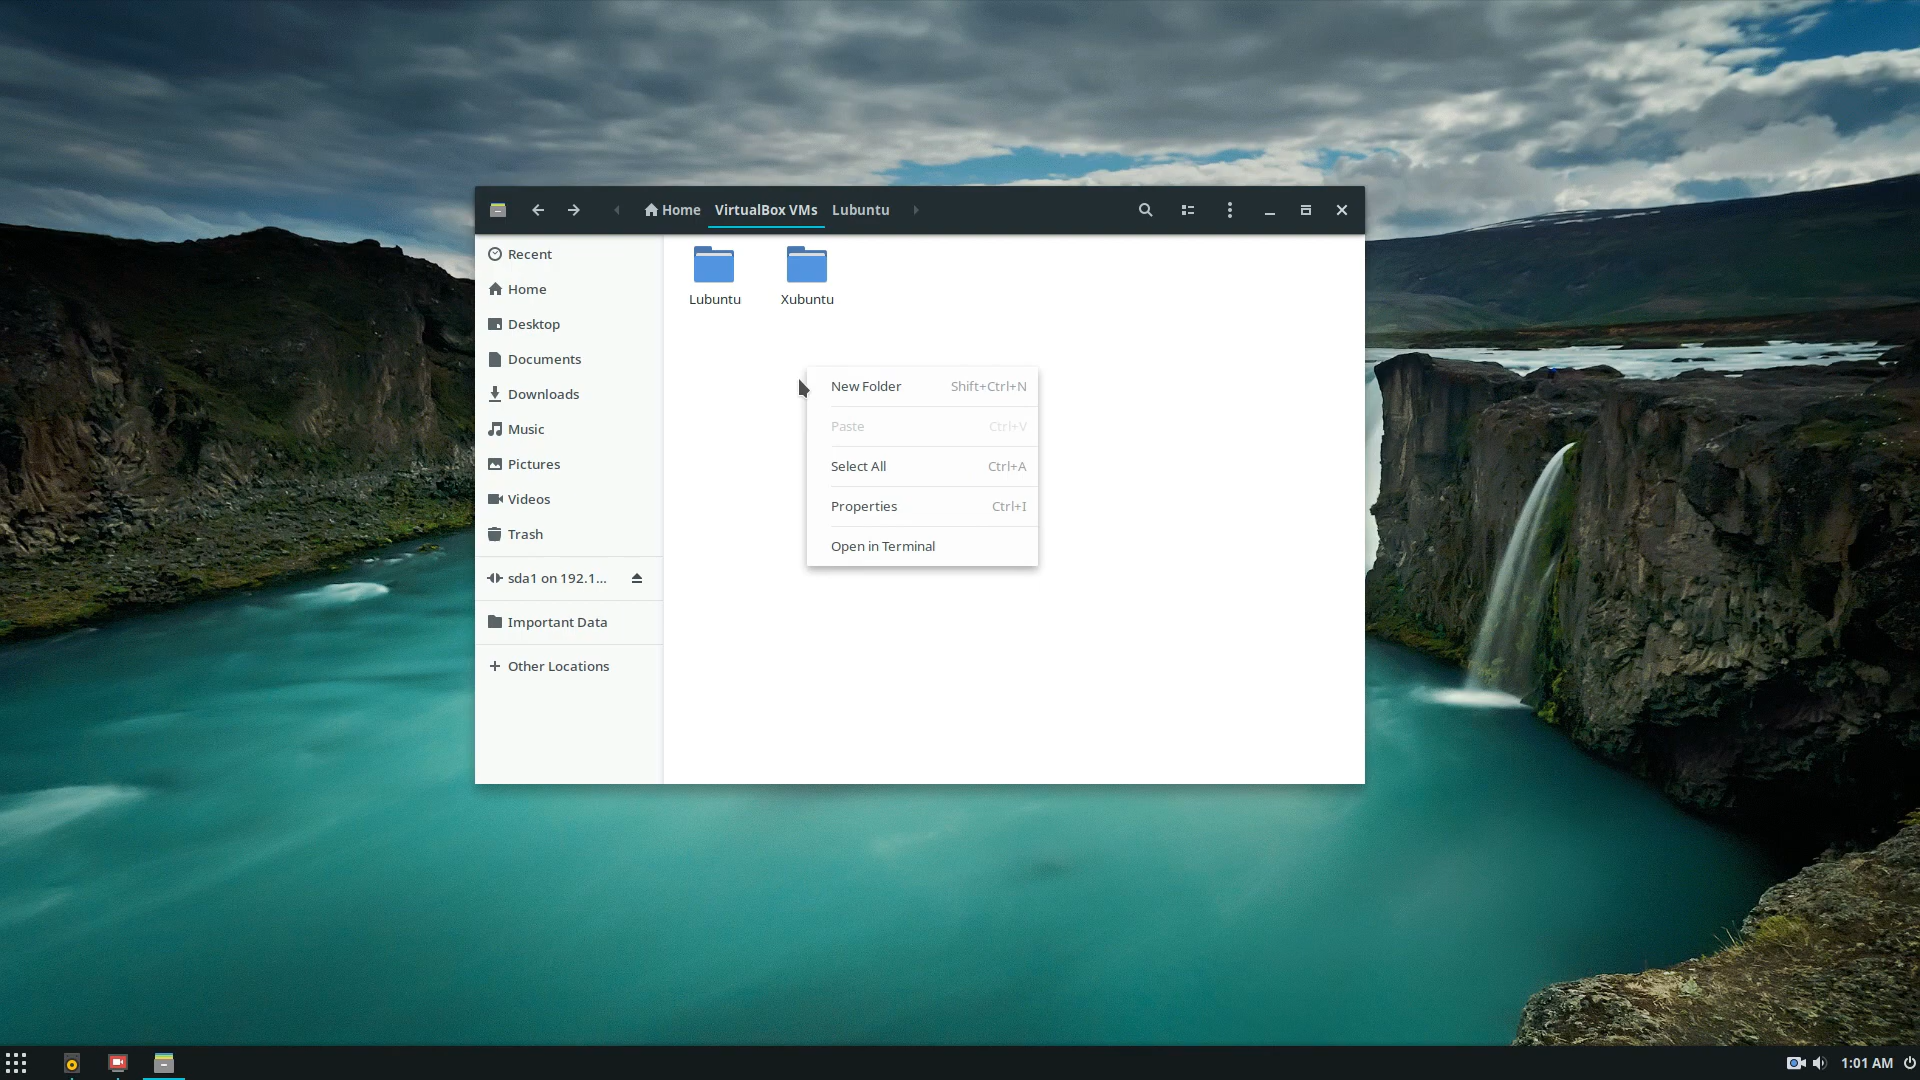 Home VirtualBox VMs Lubuntu
Recent
Home
Desktop
Documents
Downloads
Music
Pictures
Videos
Trash
sda1 on 192.1...
Important Data
Other Locations
Lubuntu Xubuntu
New Folder Shift+Ctrl+N
Paste Ctrl+V
Select All Ctrl+A
Properties Ctrl+I
Open in Terminal
1:01 AM